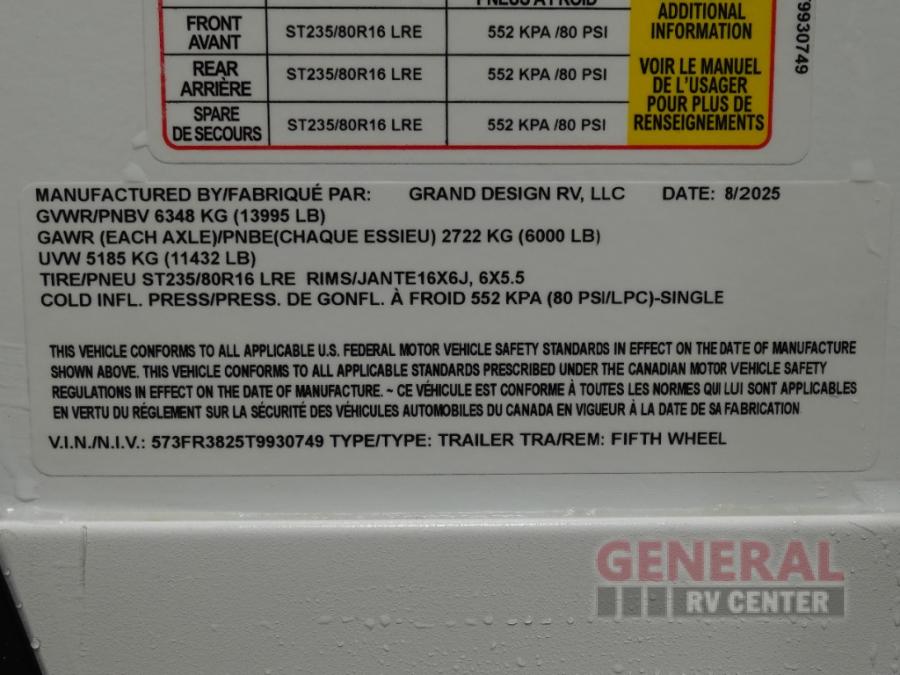 PNEUS À FROID
FRONT
AVANT
ST235/80R16 LRE
552 KPA /80 PSI
REAR
ARRIÈRE
ST235/80R16 LRE
552 KPA /80 PSI
SPARE
DE SECOURS
ST235/80R16 LRE
552 KPA /80 PSI
ADDITIONAL
INFORMATION
VOIR LE MANUEL
DE L'USAGER
POUR PLUS DE
RENSEIGNEMENTS
9930749
MANUFACTURED BY/FABRIQUÉ PAR: GRAND DESIGN RV, LLC DATE: 8/2025
GVWR/PNBV 6348 KG (13995 LB)
GAWR (EACH AXLE)/PNBE(CHAQUE ESSIEU) 2722 KG (6000 LB)
UVW 5185 KG (11432 LB)
TIRE/PNEU ST235/80R16 LRE RIMS/JANTE16X6J, 6X5.5
COLD INFL. PRESS/PRESS. DE GONFL. À FROID 552 KPA (80 PSI/LPC)-SINGLE
THIS VEHICLE CONFORMS TO ALL APPLICABLE U.S. FEDERAL MOTOR VEHICLE SAFETY STANDARDS IN EFFECT ON THE DATE OF MANUFACTURE
SHOWN ABOVE. THIS VEHICLE CONFORMS TO ALL APPLICABLE STANDARDS PRESCRIBED UNDER THE CANADIAN MOTOR VEHICLE SAFETY
REGULATIONS IN EFFECT ON THE DATE OF MANUFACTURE. ~ CE VÉHICULE EST CONFORME À TOUTES LES NORMES QUI LUI SONT APPLICABLES
EN VERTU DU RÉGLEMENT SUR LA SÉCURITÉ DES VÉHICULES AUTOMOBILES DU CANADA EN VIGUEUR À LA DATE DE SA FABRICATION
V.I.N./N.I.V.: 573FR3825T9930749 TYPE/TYPE: TRAILER TRA/REM: FIFTH WHEEL
GENERAL
RV CENTER